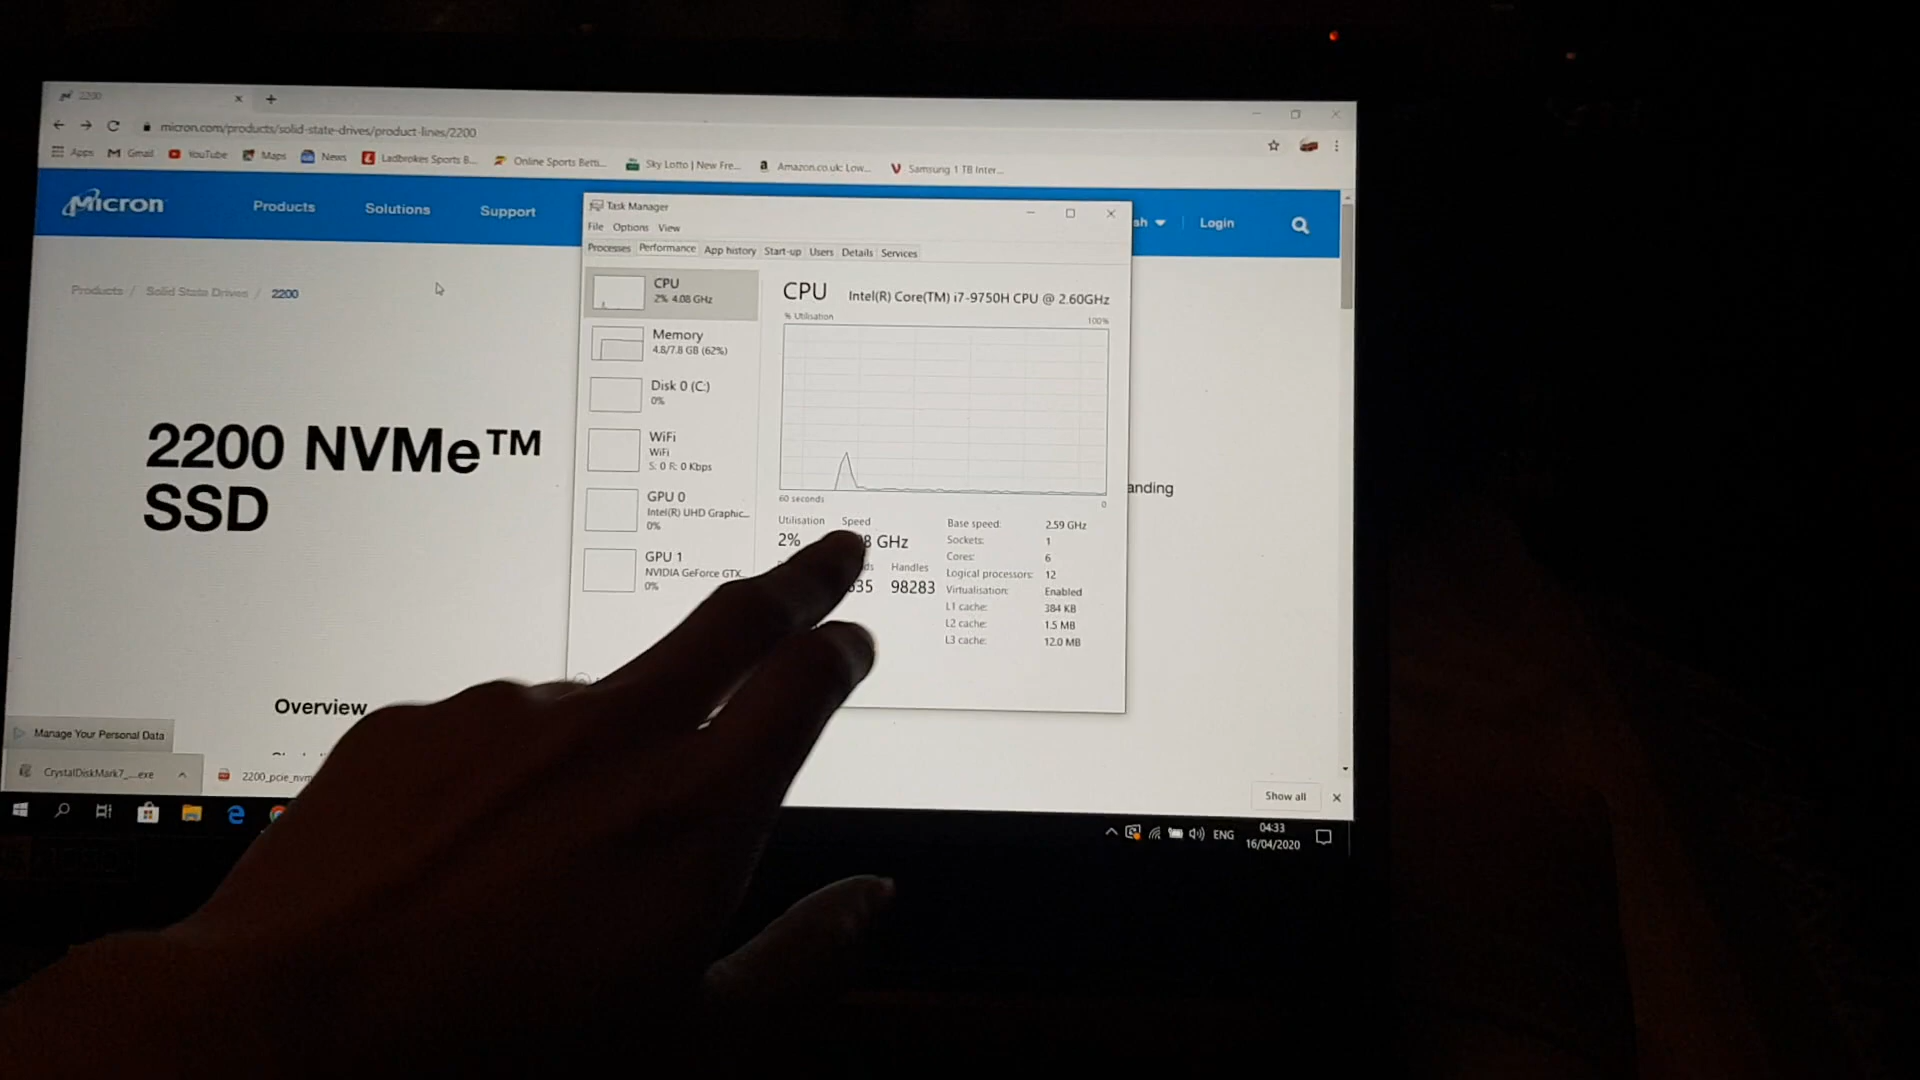 2200
micron.com/products/solid-state-drives/product-lines/2200
Apps Gmail YouTube Maps News Ladbrokes Sports B... Online Sports Betti... Sky Lotto | New Fre... Amazon.co.uk: Low... Samsung 1 TB Inter...
Micron Products Solutions Support sh Login
Products / Solid State Drives / 2200
2200 NVMe™
SSD
anding
Overview
Manage Your Personal Data
CrystalDiskMark7_....exe 2200_pcie_nvm
Show all
Task Manager
File Options View
Processes Performance App history Start-up Users Details Services
CPU
2% 4.08 GHz
Memory
4.8/7.8 GB (62%)
Disk 0 (C:)
0%
WiFi
WiFi
S: 0 R: 0 Kbps
GPU 0
Intel(R) UHD Graphic...
0%
GPU 1
NVIDIA GeForce GTX...
0%
CPU Intel(R) Core(TM) i7-9750H CPU @ 2.60GHz
% Utilisation 100%
60 seconds 0
Utilisation Speed
2% 8 GHz
ds Handles
635 98283
Base speed: 2.59 GHz
Sockets: 1
Cores: 6
Logical processors: 12
Virtualisation: Enabled
L1 cache: 384 KB
L2 cache: 1.5 MB
L3 cache: 12.0 MB
ENG
04:33
16/04/2020